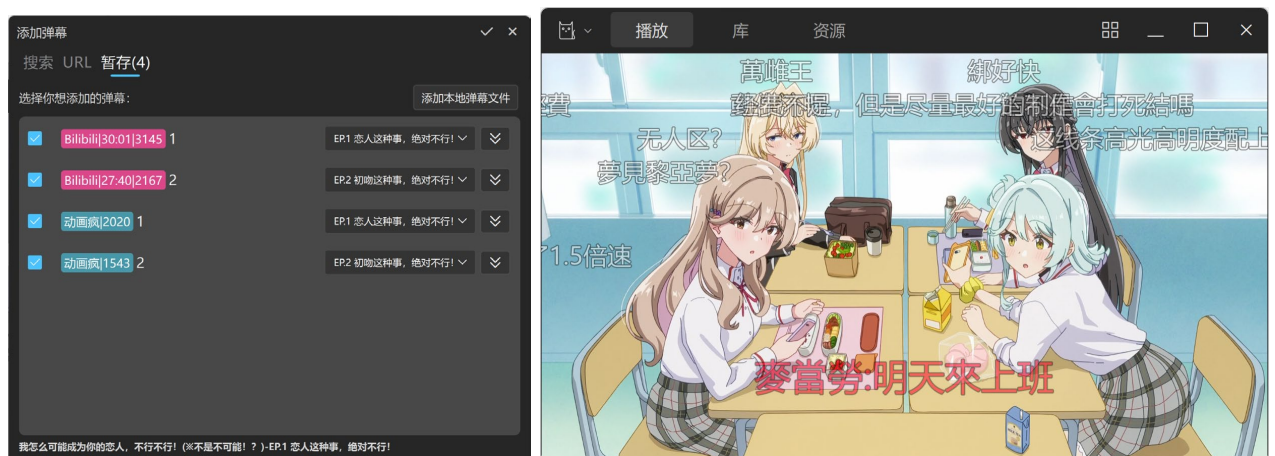 添加弹幕
搜索 URL 暂存(4)
选择你想添加的弹幕：
添加本地弹幕文件
Bilibili|30:01|3145 1
EP.1 恋人这种事，绝对不行!
Bilibili|27:40|2167 2
EP.2 初吻这种事，绝对不行!
动画疯|2020 1
EP.1 恋人这种事，绝对不行!
动画疯|1543 2
EP.2 初吻这种事，绝对不行!
我怎么可能成为你的恋人，不行不行！(※不是不可能！？)-EP.1 恋人这种事，绝对不行!
播放 库 资源
萬雌王
綁好快
費
但是尽量最好的制作會打死結嗎
无人区?
这线条高光高明度配上
夢見黎亞夢?
1.5倍速
麥當勞:明天來上班